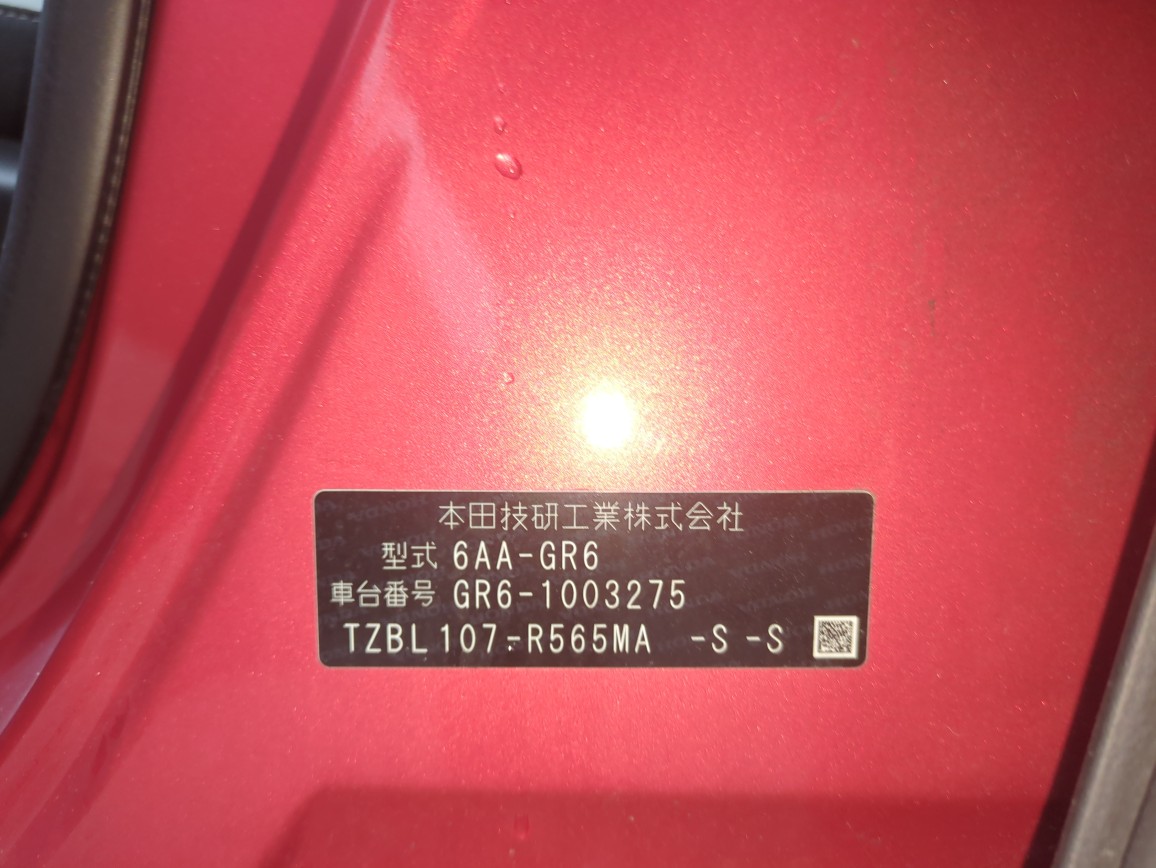 本田技研工業株式会社
型式 6AA-GR6
車台番号 GR6-1003275
TZBL107-R565MA -S -S